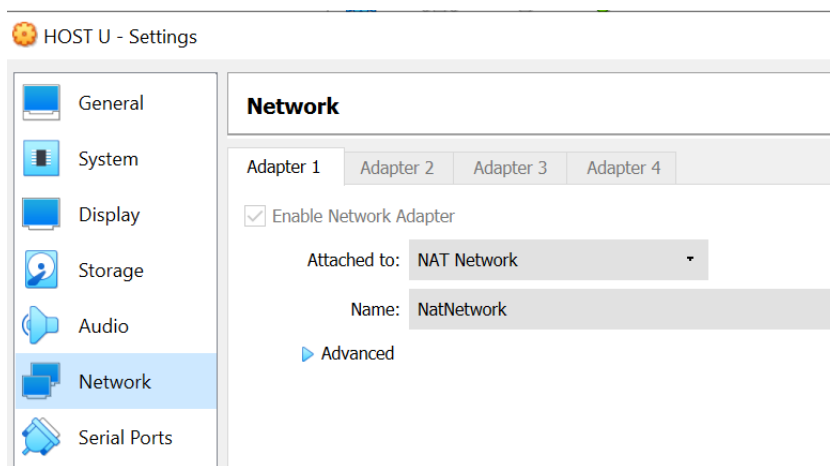 HOST U - Settings
General
System
Display
Storage
Audio
Network
Serial Ports
Network
Adapter 1 Adapter 2 Adapter 3 Adapter 4
Enable Network Adapter
Attached to: NAT Network
Name: NatNetwork
Advanced